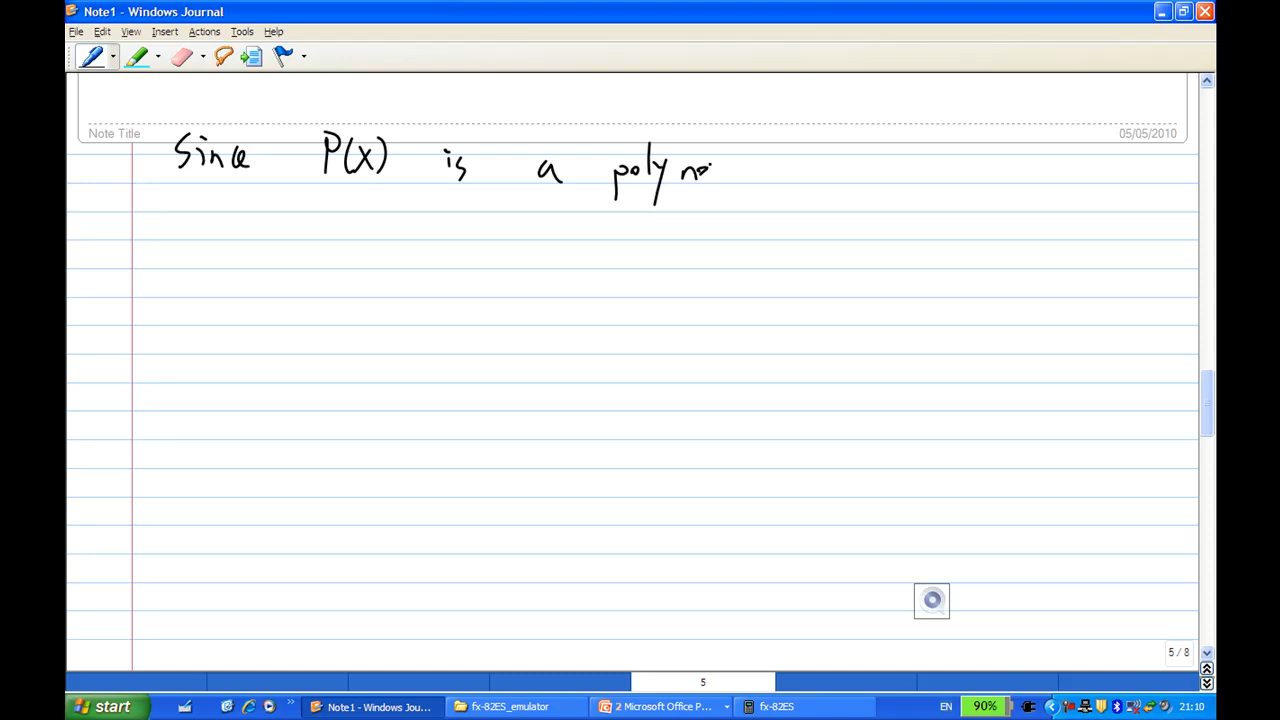 Note1 - Windows Journal
File Edit View Insert Actions Tools Help
Note Title
05/05/2010
Since P(X) is a polyno
5 / 8
5
start
Note1 - Windows Jou...
fx-82ES_emulator
2 Microsoft Office P...
fx-82ES
EN
90%
21:10